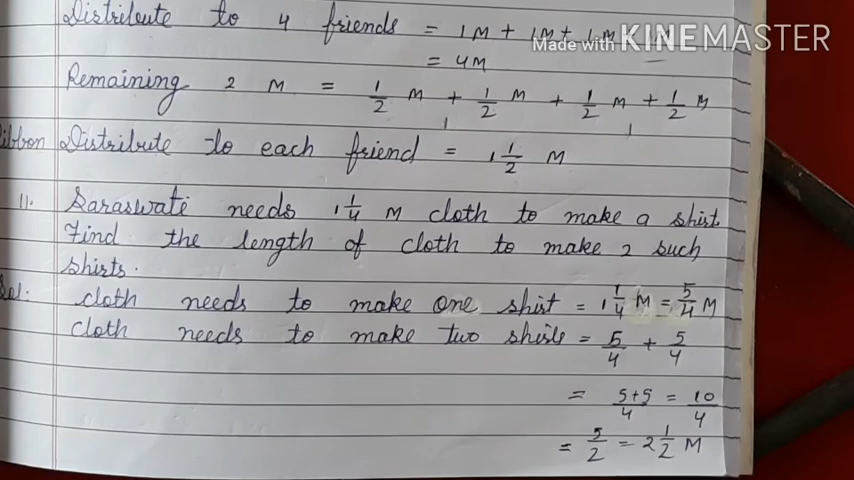 Distribute to 4 friends = 1M + 1M + 1M
Made with KINEMASTER
= 4M
Remaining 2 M = 1/2 M + 1/2 M + 1/2 M + 1/2 M
Distribute to each friend = 1 1/2 M
11. Saraswati needs 1 1/4 M cloth to make a shirt
Find the length of cloth to make 2 such
shirts.
Sol: cloth needs to make one shirt = 1 1/4 M = 5/4 M
cloth needs to make two shirts = 5/4 + 5/4
= 5+5/4 = 10/4
= 5/2 = 2 1/2 M